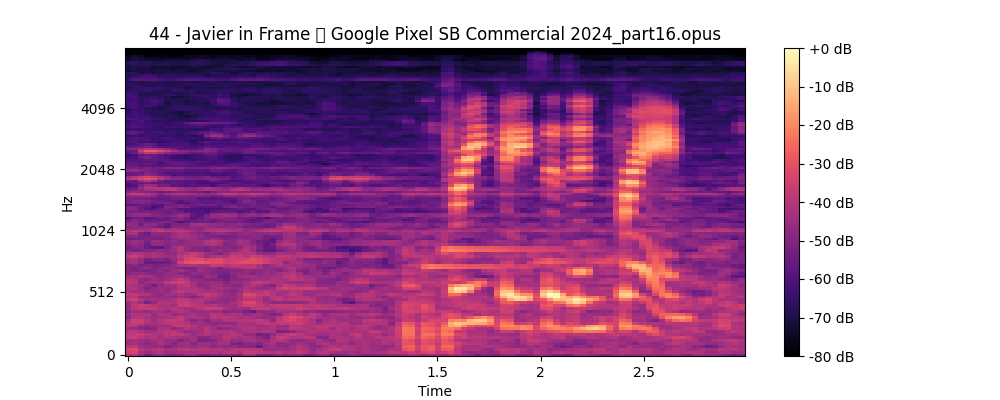 44 - Javier in Frame ▯ Google Pixel SB Commercial 2024_part16.opus
Hz
4096
2048
1024
512
0
0 0.5 1 1.5 2 2.5
Time
+0 dB
-10 dB
-20 dB
-30 dB
-40 dB
-50 dB
-60 dB
-70 dB
-80 dB